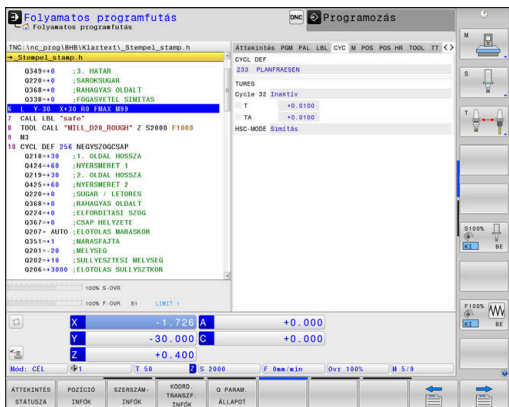 Folyamatos programfutás
Folyamatos programfutás
DNC
Programozás
TNC:\nc_prog\BHB\Klartext\_Stempel_stamp.h
→_Stempel_stamp.h
Q349=+0 ;3. HATAR
Q220=+0 ;SAROKSUGAR
Q368=+0 ;RAHAGYAS OLDALT
Q338=+0 ;FOGASVETEL SIMITAS
6 L Y-30 X+30 R0 FMAX M99
7 CALL LBL "safe"
8 TOOL CALL "MILL_D20_ROUGH" Z S2000 F1000
9 M3
10 CYCL DEF 256 NEGYSZOGCSAP
Q218=+30 ;1. OLDAL HOSSZA
Q424=+60 ;NYERSMERET 1
Q219=+30 ;2. OLDAL HOSSZA
Q425=+60 ;NYERSMERET 2
Q220=+0 ;SUGAR / LETORES
Q368=+0 ;RAHAGYAS OLDALT
Q224=+0 ;ELFORDITASI SZOG
Q367=+0 ;CSAP HELYZETE
Q207= AUTO ;ELOTOLAS MARASKOR
Q351=+1 ;MARASFAJTA
Q201=-20 ;MELYSEG
Q202=+10 ;SULLYESZTESI MELYSEG
Q206=+3000 ;ELOTOLAS SULLYSZTKOR
100% S-OVR
100% F-OVR S1 LIMIT 1
Áttekintés PGM PAL LBL CYC M POS POS HR TOOL TT
CYCL DEF
233 PLANFRAESEN
TURES
Cycle 32 Inaktív
T +0.0100
TA +0.0100
HSC-MODE Simítás
X -1.726 A +0.000
Y -30.000 C +0.000
Z +0.400
Mód: CÉL 1 T 50 Z S 2000 F 0mm/min Ovr 100% M 5/9
M
S
T
S100%
KI BE
F100%
KI BE
ÁTTEKINTÉS STÁTUSZA
POZÍCIÓ INFÓK
SZERSZÁM- INFÓK
KOORD. TRANSZF. INFÓK
Q PARAM. ÁLLAPOT